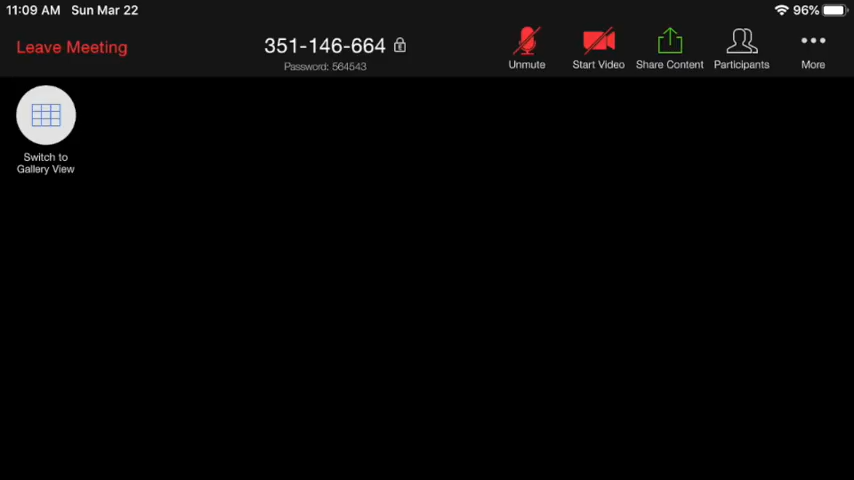 11:09 AM Sun Mar 22
96%
Leave Meeting
351-146-664
Password: 564543
Unmute
Start Video
Share Content
Participants
More
Switch to
Gallery View